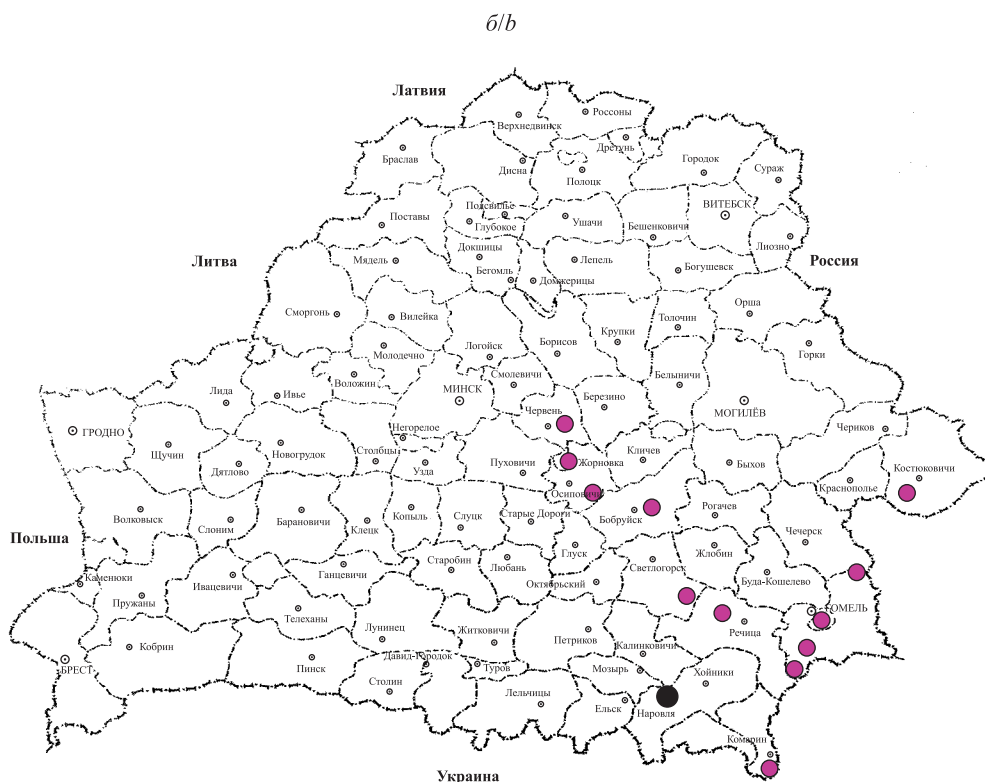 б/b
Латвия
Россоны
Верхнедвинск
Дретунь
Браслав
Городок
Сураж
Дисна
Полоцк
Подсвилье
ВИТЕБСК
Поставы
Глубокое
Ушачи
Бешенковичи
Лиозно
Докшицы
Литва
Мядель
Лепель
Россия
Бегомль
Богушевск
Домжерицы
Орша
Сморгонь
Вилейка
Толочин
Логойск
Борисов
Крупки
Молодечно
Горки
Смолевичи
Воложин
Белыничи
Лида
Ивье
МИНСК
Березино
МОГИЛЁВ
Червень
ГРОДНО
Негорелое
Чериков
Щучин
Новогрудок
Столбцы
Кличев
Дятлово
Узда
Пуховичи
Жорновка
Быхов
Костюковичи
Краснополье
Осиповичи
Волковыск
Слоним
Барановичи
Клецк
Копыль
Слуцк
Старые Дороги
Бобруйск
Рогачев
Чечерск
Польша
Глуск
Жлобин
Старобин
Любань
Светлогорск
Каменюки
Ивацевичи
Ганцевичи
Октябрьский
Буда-Кошелево
Пружаны
Телеханы
ГОМЕЛЬ
Лунинец
Житковичи
Петриков
Речица
Кобрин
Калинковичи
БРЕСТ
Пинск
Давид-Городок
Туров
Мозырь
Хойники
Столин
Лельчицы
Ельск
Наровля
Комарин
Украина